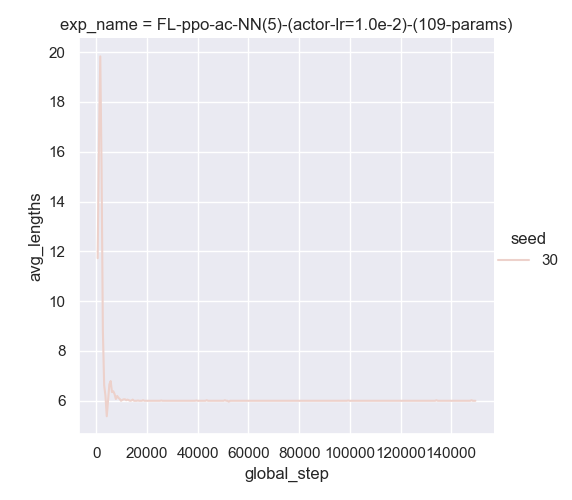 exp_name = FL-ppo-ac-NN(5)-(actor-lr=1.0e-2)-(109-params)
20
18
16
14
12
10
8
6
avg_lengths
seed
30
0 20000 40000 60000 80000 100000 120000 140000
global_step